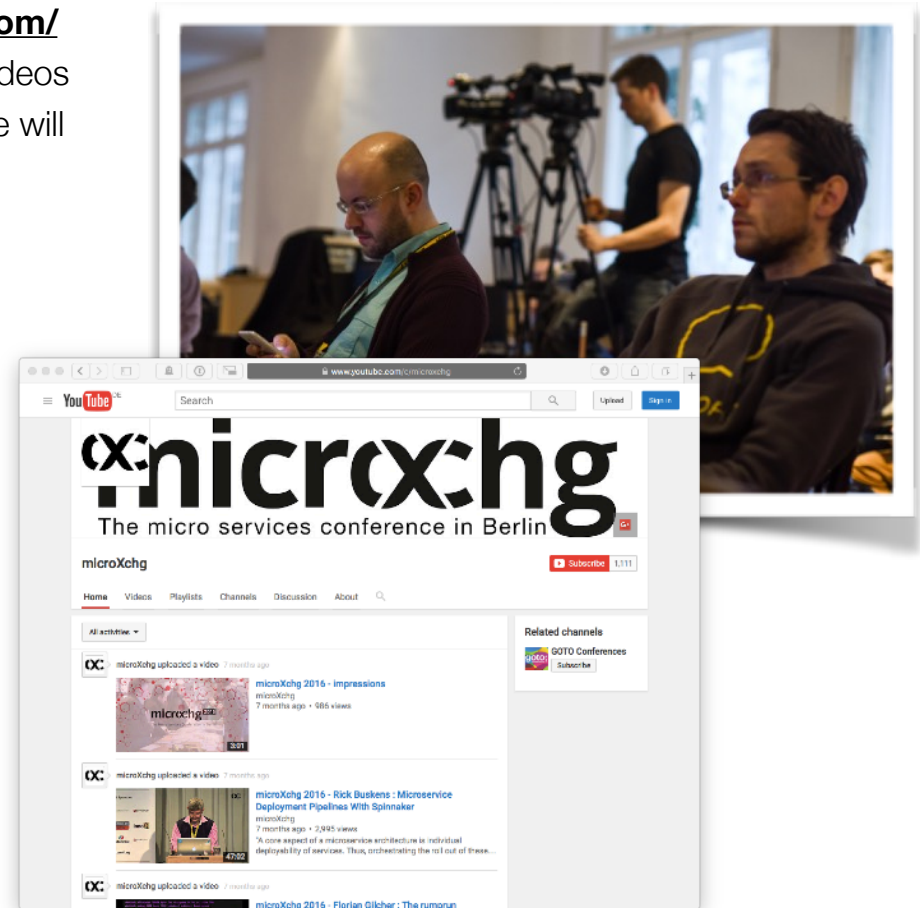 om/
deos
e will
www.youtube.com/c/microxchg
YouTube DE
Search
Upload
Sign in
microxchg
The micro services conference in Berlin
microXchg
Subscribe 1,111
Home Videos Playlists Channels Discussion About
All activities
Related channels
GOTO Conferences
Subscribe
microXchg uploaded a video 7 months ago
microXchg 2016 - impressions
microXchg
7 months ago • 986 views
microxchg
3:01
microXchg uploaded a video 7 months ago
microXchg 2016 - Rick Buskens : Microservice
Deployment Pipelines With Spinnaker
microXchg
7 months ago • 2,995 views
"A core aspect of a microservice architecture is individual
deployability of services. Thus, orchestrating the roll out of these...
47:02
microXchg uploaded a video 7 months ago
microXchg 2016 - Florian Gilcher : The rumprun